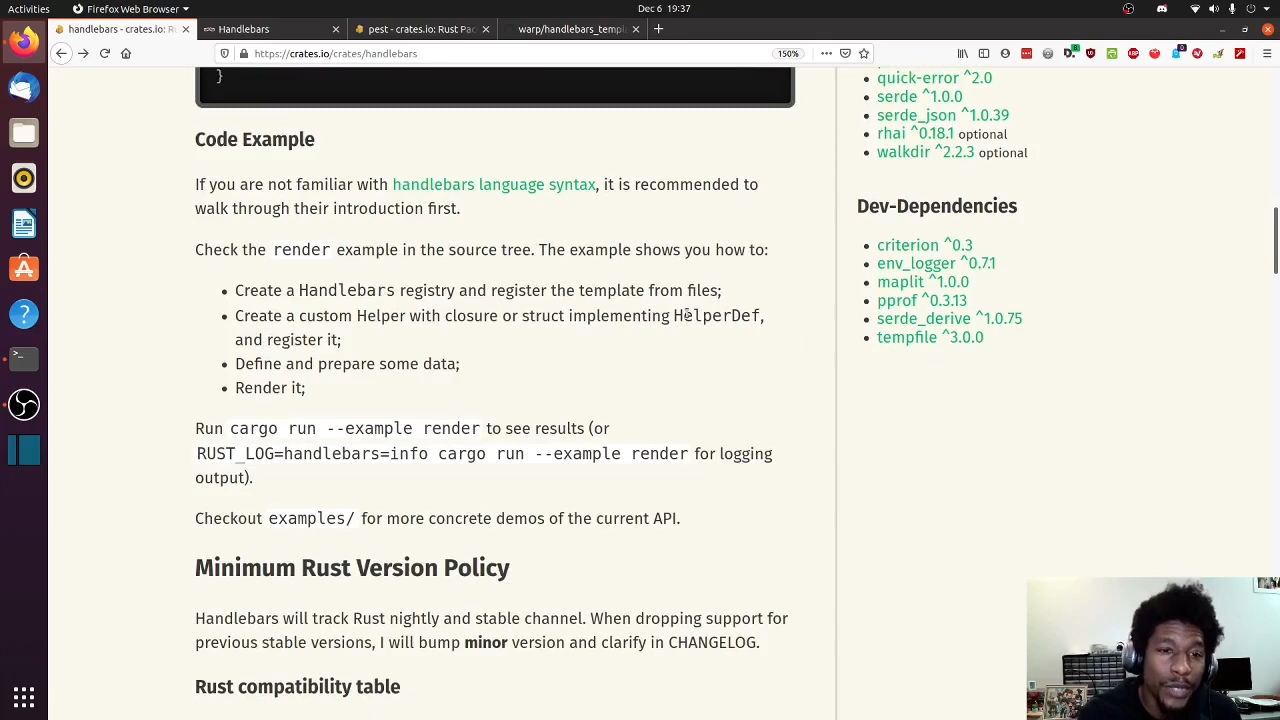 Activities
Firefox Web Browser
Dec 6 19:37
handlebars - crates.io: Rus
Handlebars
pest - crates.io: Rust Pac
warp/handlebars_templ
https://crates.io/crates/handlebars
150%
}
Code Example
If you are not familiar with handlebars language syntax, it is recommended to
walk through their introduction first.
Check the render example in the source tree. The example shows you how to:
• Create a Handlebars registry and register the template from files;
• Create a custom Helper with closure or struct implementing HelperDef,
and register it;
• Define and prepare some data;
• Render it;
Run cargo run --example render to see results (or
RUST_LOG=handlebars=info cargo run --example render for logging
output).
Checkout examples/ for more concrete demos of the current API.
Minimum Rust Version Policy
Handlebars will track Rust nightly and stable channel. When dropping support for
previous stable versions, I will bump minor version and clarify in CHANGELOG.
Rust compatibility table
• quick-error ^2.0
• serde ^1.0.0
• serde_json ^1.0.39
• rhai ^0.18.1 optional
• walkdir ^2.2.3 optional
Dev-Dependencies
• criterion ^0.3
• env_logger ^0.7.1
• maplit ^1.0.0
• pprof ^0.3.13
• serde_derive ^1.0.75
• tempfile ^3.0.0